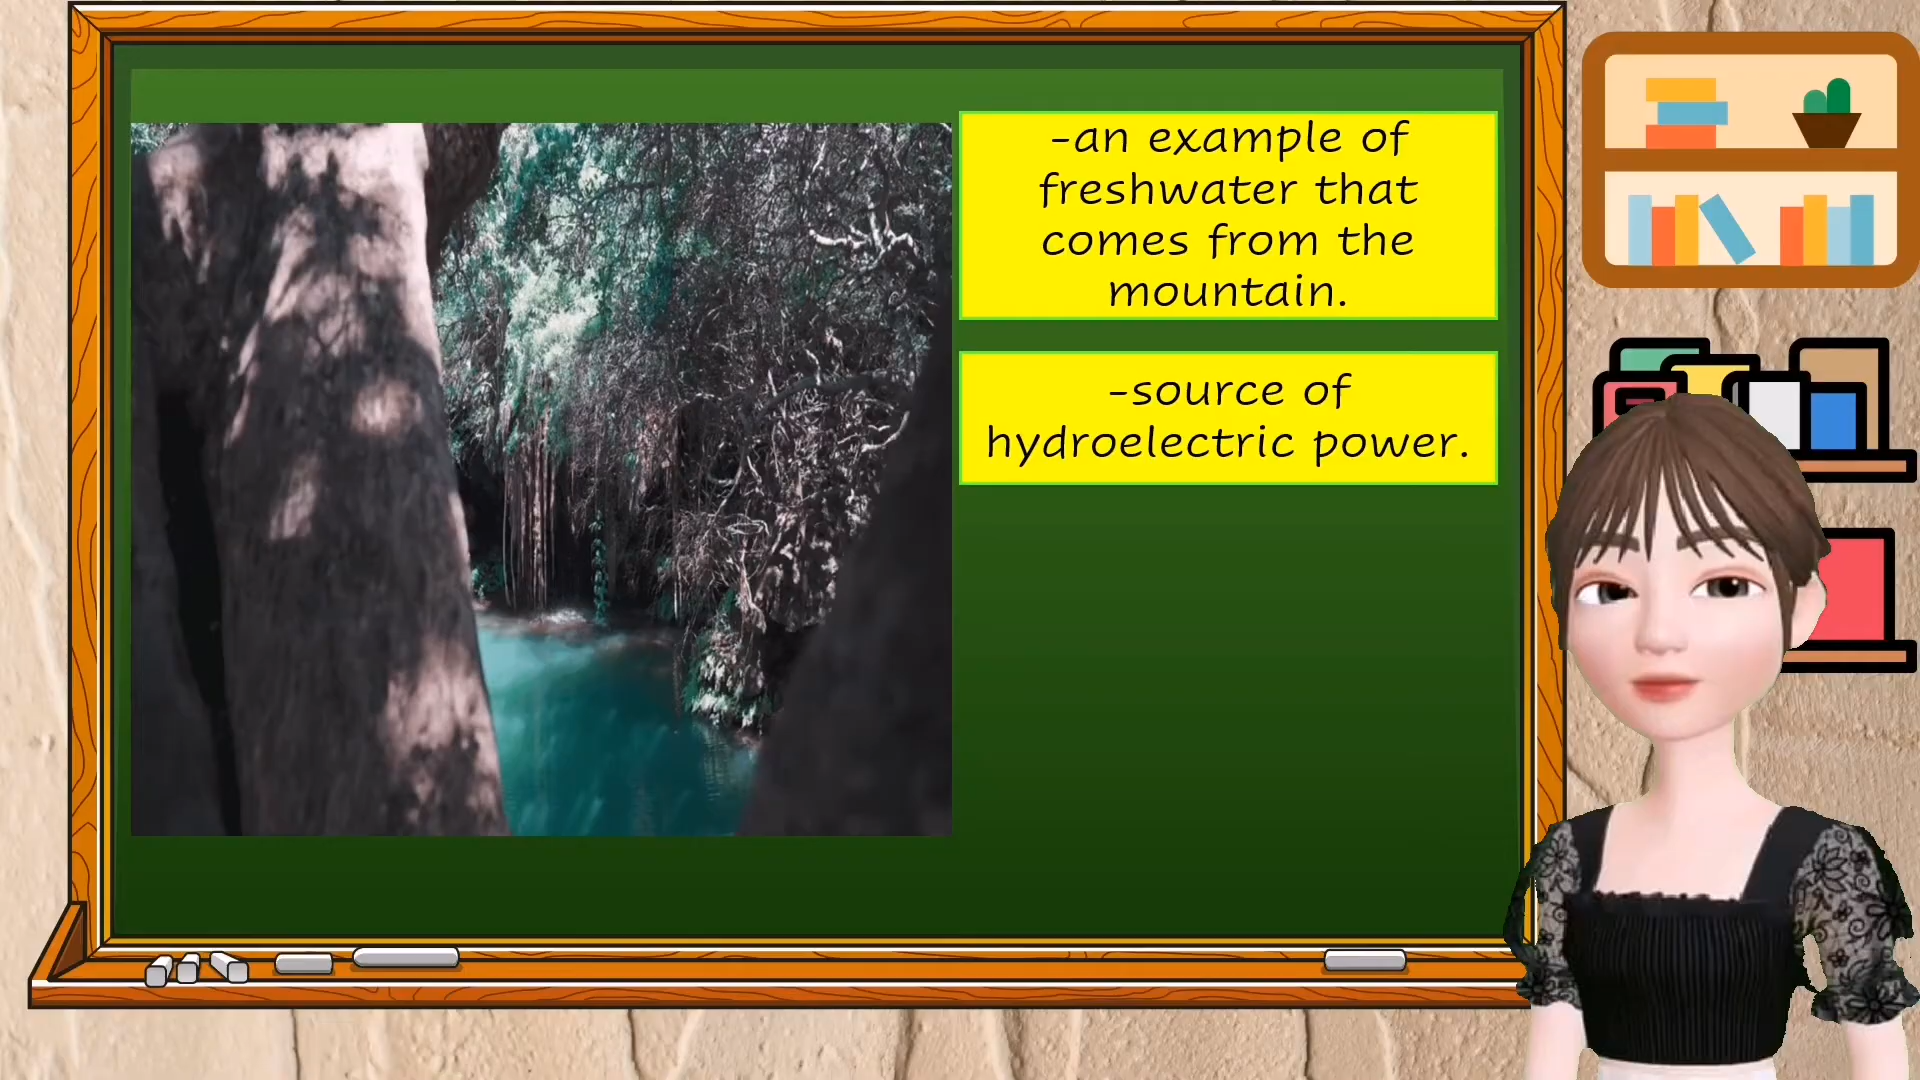 -an example of
freshwater that
comes from the
mountain.
-source of
hydroelectric power.